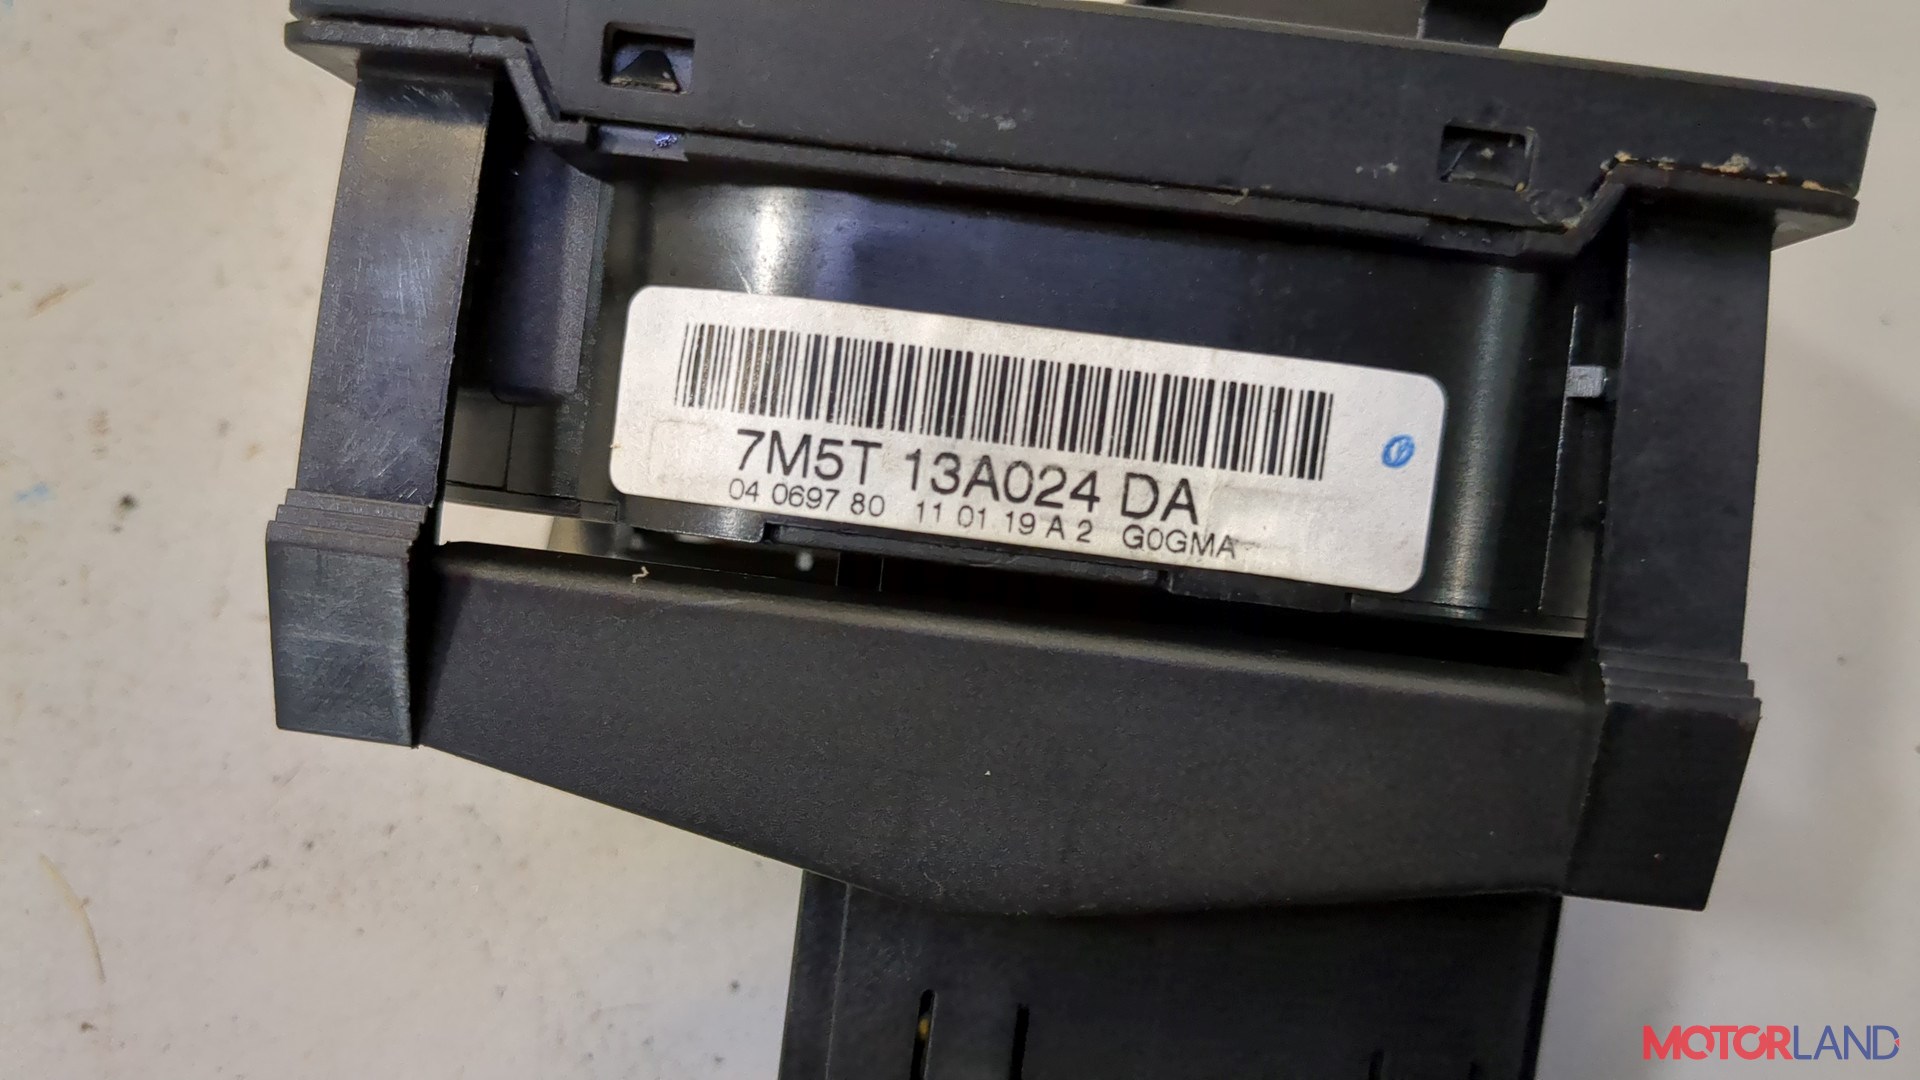 7M5T 13A024 DA
04 0697 80 11 01 19 A 2 G0GMA
MOTORLAND